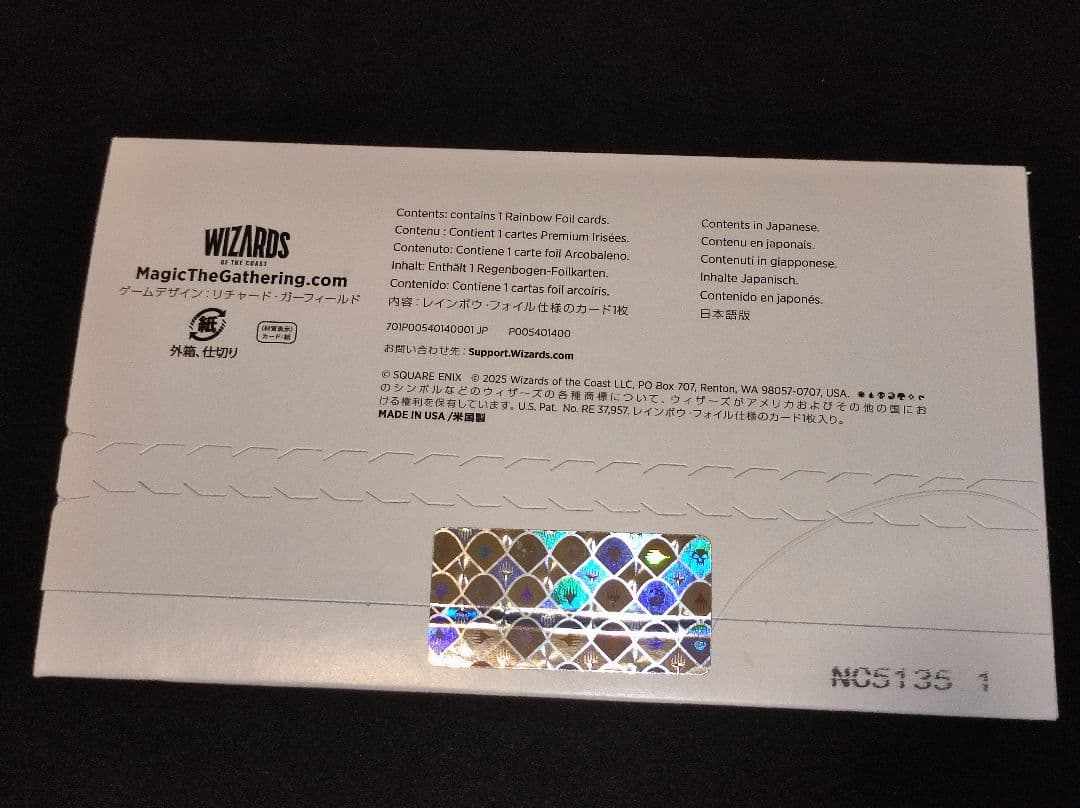 WIZARDS
OF THE COAST
MagicTheGathering.com
ゲームデザイン：リチャード・ガーフィールド
紙
外箱、仕切り
(材質表示)
カード:紙
Contents: contains 1 Rainbow Foil cards.
Contenu : Contient 1 cartes Premium Irisées.
Contenuto: Contiene 1 carte foil Arcobaleno.
Inhalt: Enthält 1 Regenbogen-Foilkarten.
Contenido: Contiene 1 cartas foil arcoíris.
内容：レインボウ・フォイル仕様のカード1枚
701P00540140001 JP P005401400
お問い合わせ先：Support.Wizards.com
Contents in Japanese.
Contenu en japonais.
Contenuti in giapponese.
Inhalte Japanisch.
Contenido en japonés.
日本語版
© SQUARE ENIX © 2025 Wizards of the Coast LLC, PO Box 707, Renton, WA 98057-0707, USA.
のシンボルなどのウィザーズの各種商標について、ウィザーズがアメリカおよびその他の国にお
ける権利を保有しています。U.S. Pat. No. RE 37,957. レインボウ・フォイル仕様のカード1枚入り。
MADE IN USA /米国製
NC5135 1